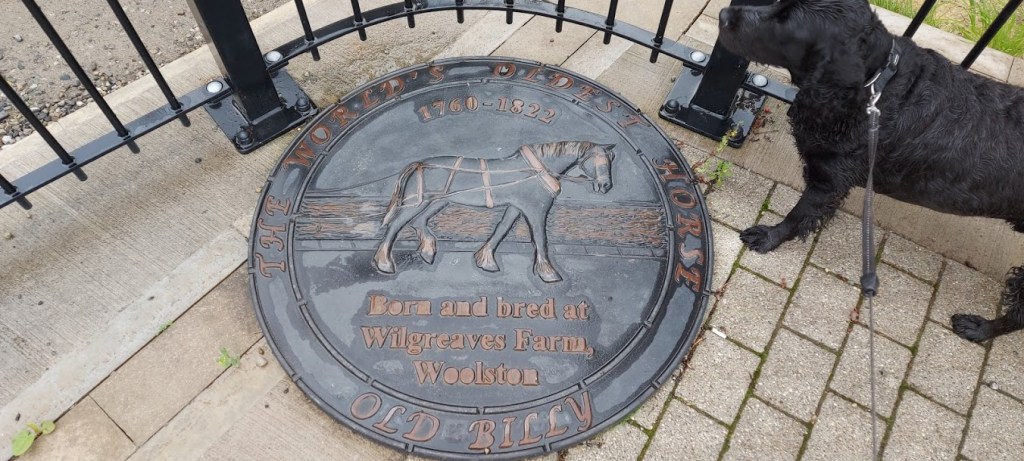 THE WORLD'S OLDEST HORSE
1760-1822
Born and bred at
Wilgreaves Farm,
Woolston
OLD BILLY